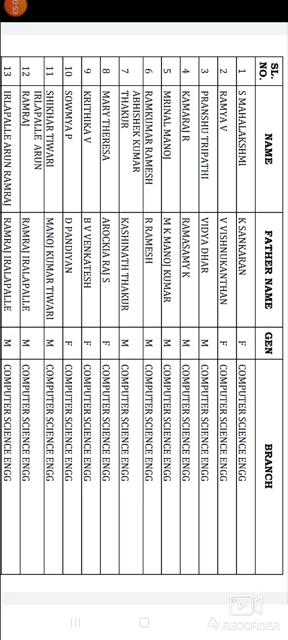 SL. NO. NAME FATHER NAME GEN BRANCH
1 S MAHALAKSHMI K SANKARAN F COMPUTER SCIENCE ENGG
2 RAMYA V V VISHNUKANTHAN F COMPUTER SCIENCE ENGG
3 PRANSHU TRIPATHI VIDYA DHAR M COMPUTER SCIENCE ENGG
4 KAMARAJ R RAMASAMY K M COMPUTER SCIENCE ENGG
5 MRINAL MANOJ M K MANOJ KUMAR M COMPUTER SCIENCE ENGG
6 RAMKUMAR RAMESH R RAMESH M COMPUTER SCIENCE ENGG
ABHISHEK KUMAR
7 THAKUR KASHINATH THAKUR M COMPUTER SCIENCE ENGG
8 MARY THERESA AROCKIA RAJ S F COMPUTER SCIENCE ENGG
9 KRITHIKA V B V VENKATESH F COMPUTER SCIENCE ENGG
10 SOWMYA P D PANDIYAN F COMPUTER SCIENCE ENGG
11 SHIKHAR TIWARI MANOJ KUMAR TIWARI M COMPUTER SCIENCE ENGG
IRLAPALLE ARUN
12 RAMRAJ RAMRAJ IRALAPALLE M COMPUTER SCIENCE ENGG
13 IRLAPALLE ARUN RAMRAJ RAMRAJ IRALAPALLE M COMPUTER SCIENCE ENGG
RECORDER